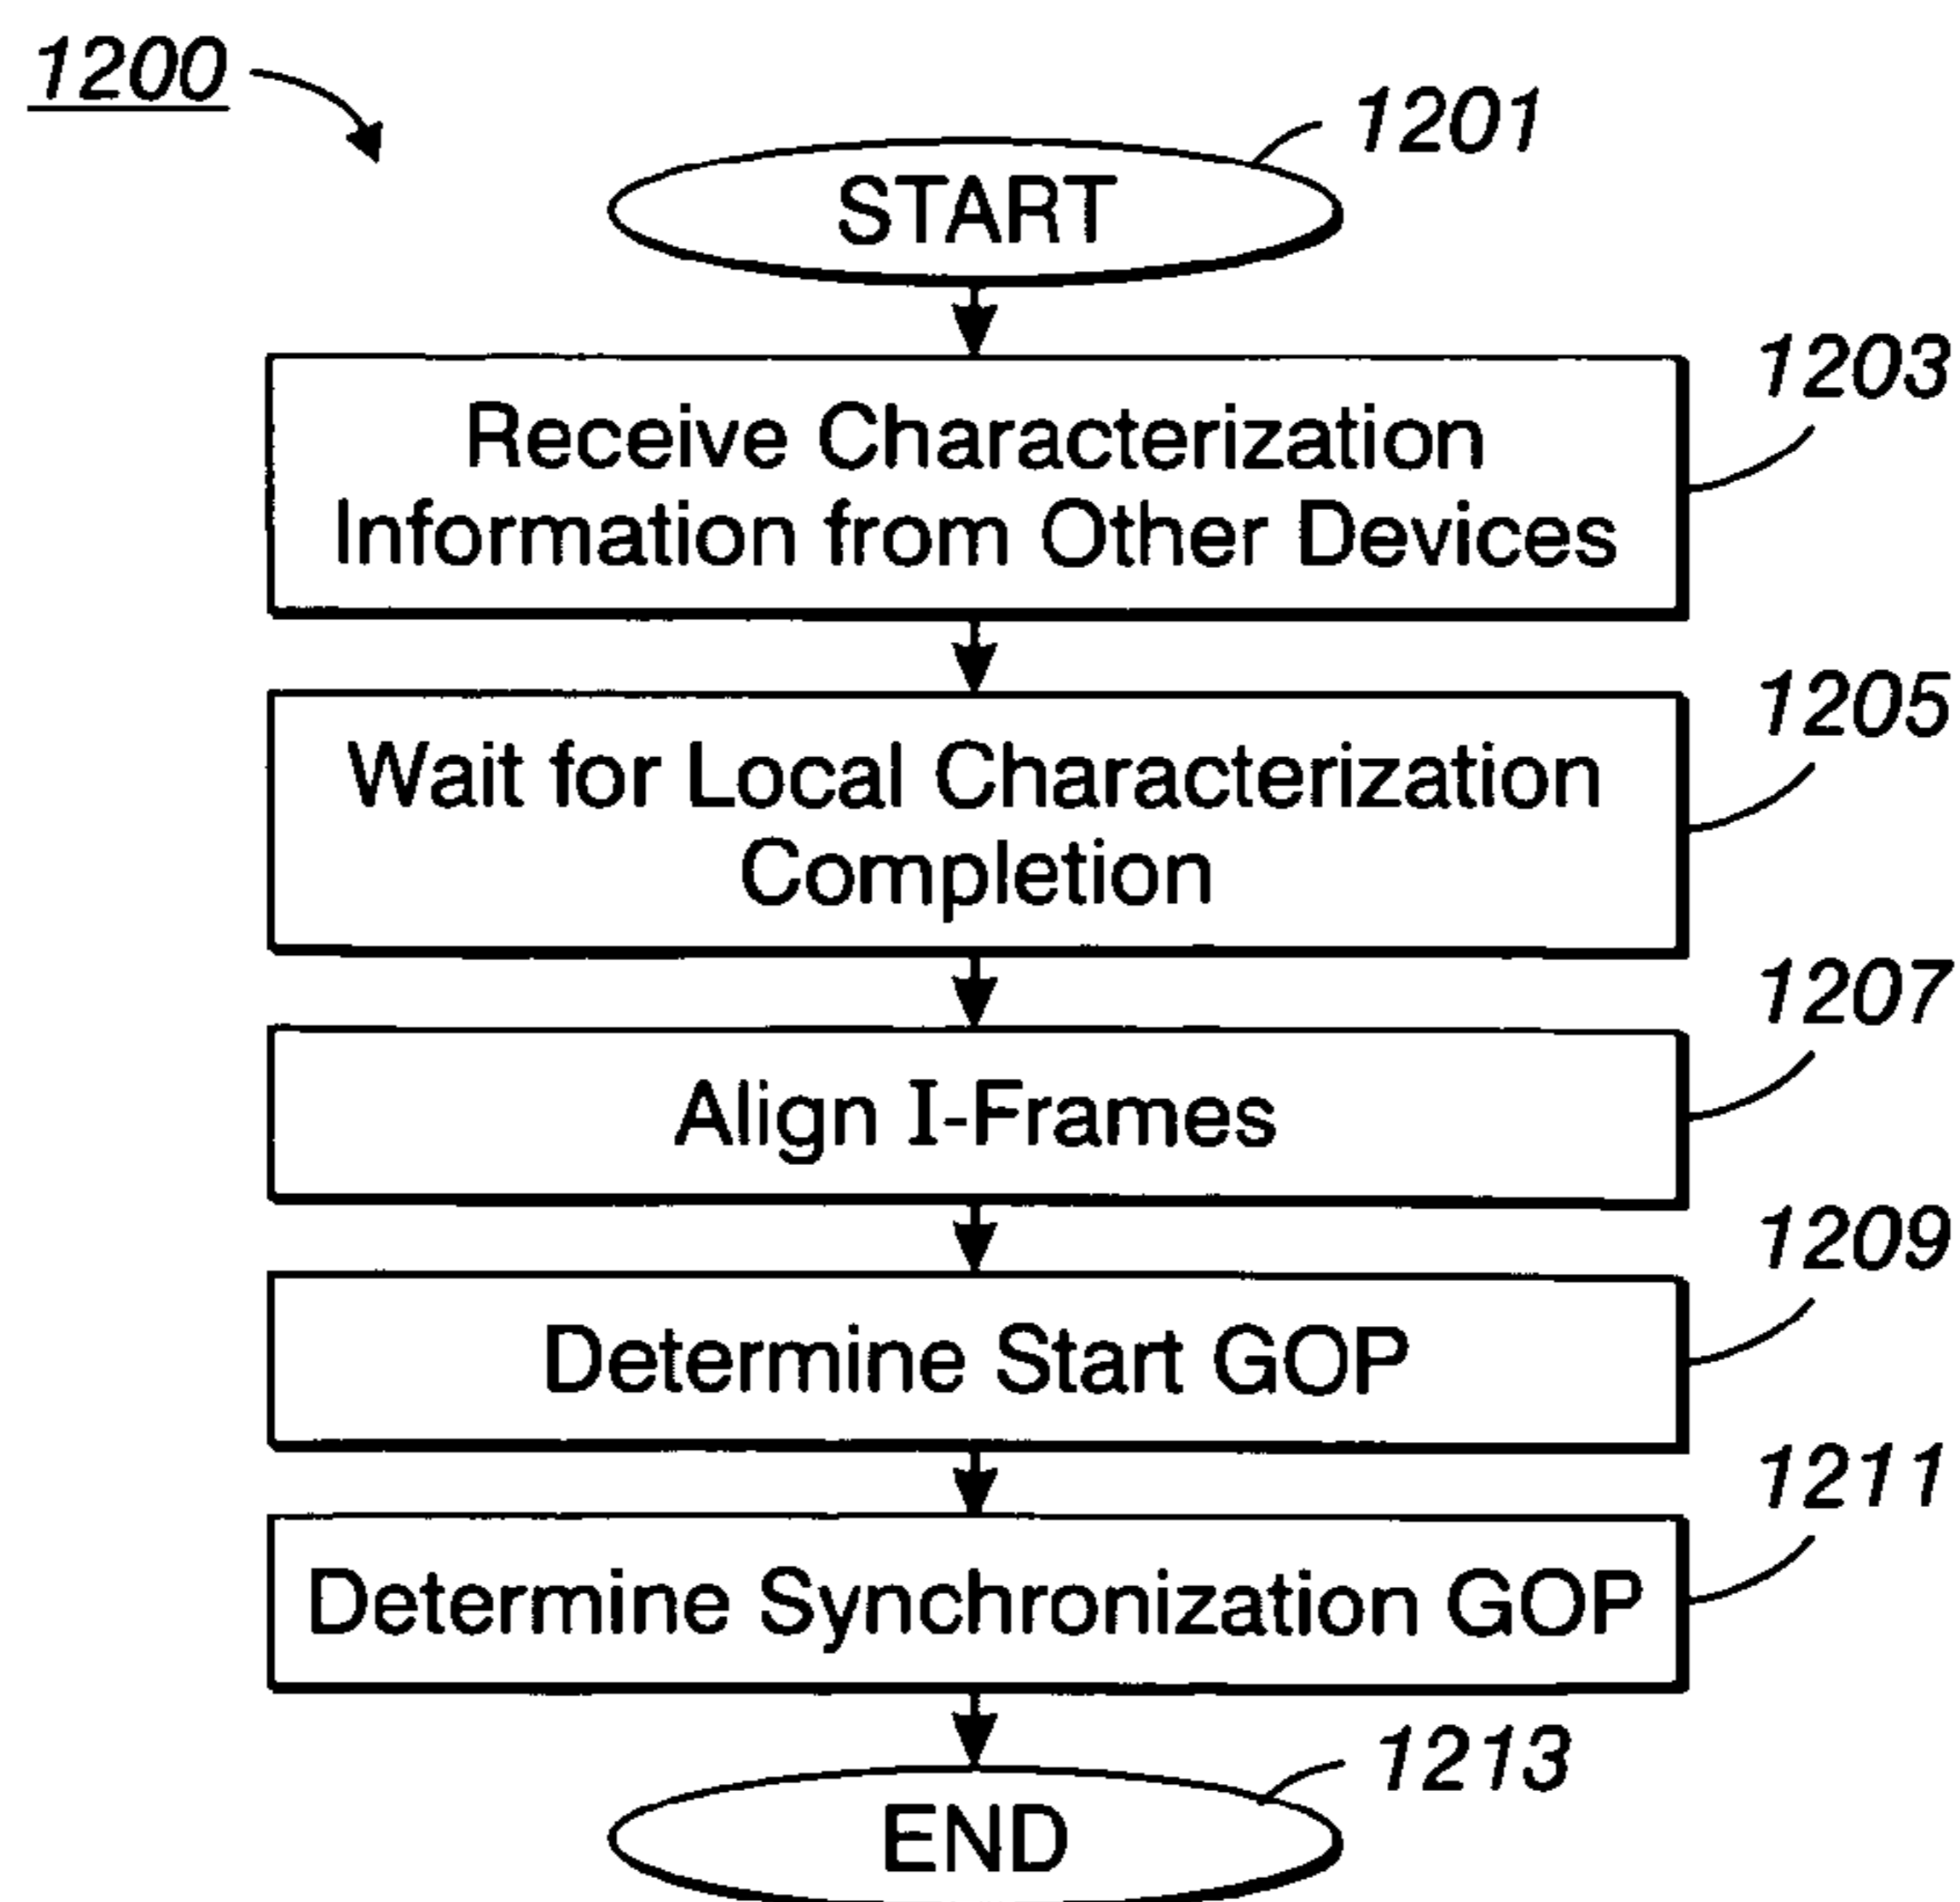 1200
1201
START
1203
Receive Characterization
Information from Other Devices
1205
Wait for Local Characterization
Completion
1207
Align I-Frames
1209
Determine Start GOP
1211
Determine Synchronization GOP
1213
END